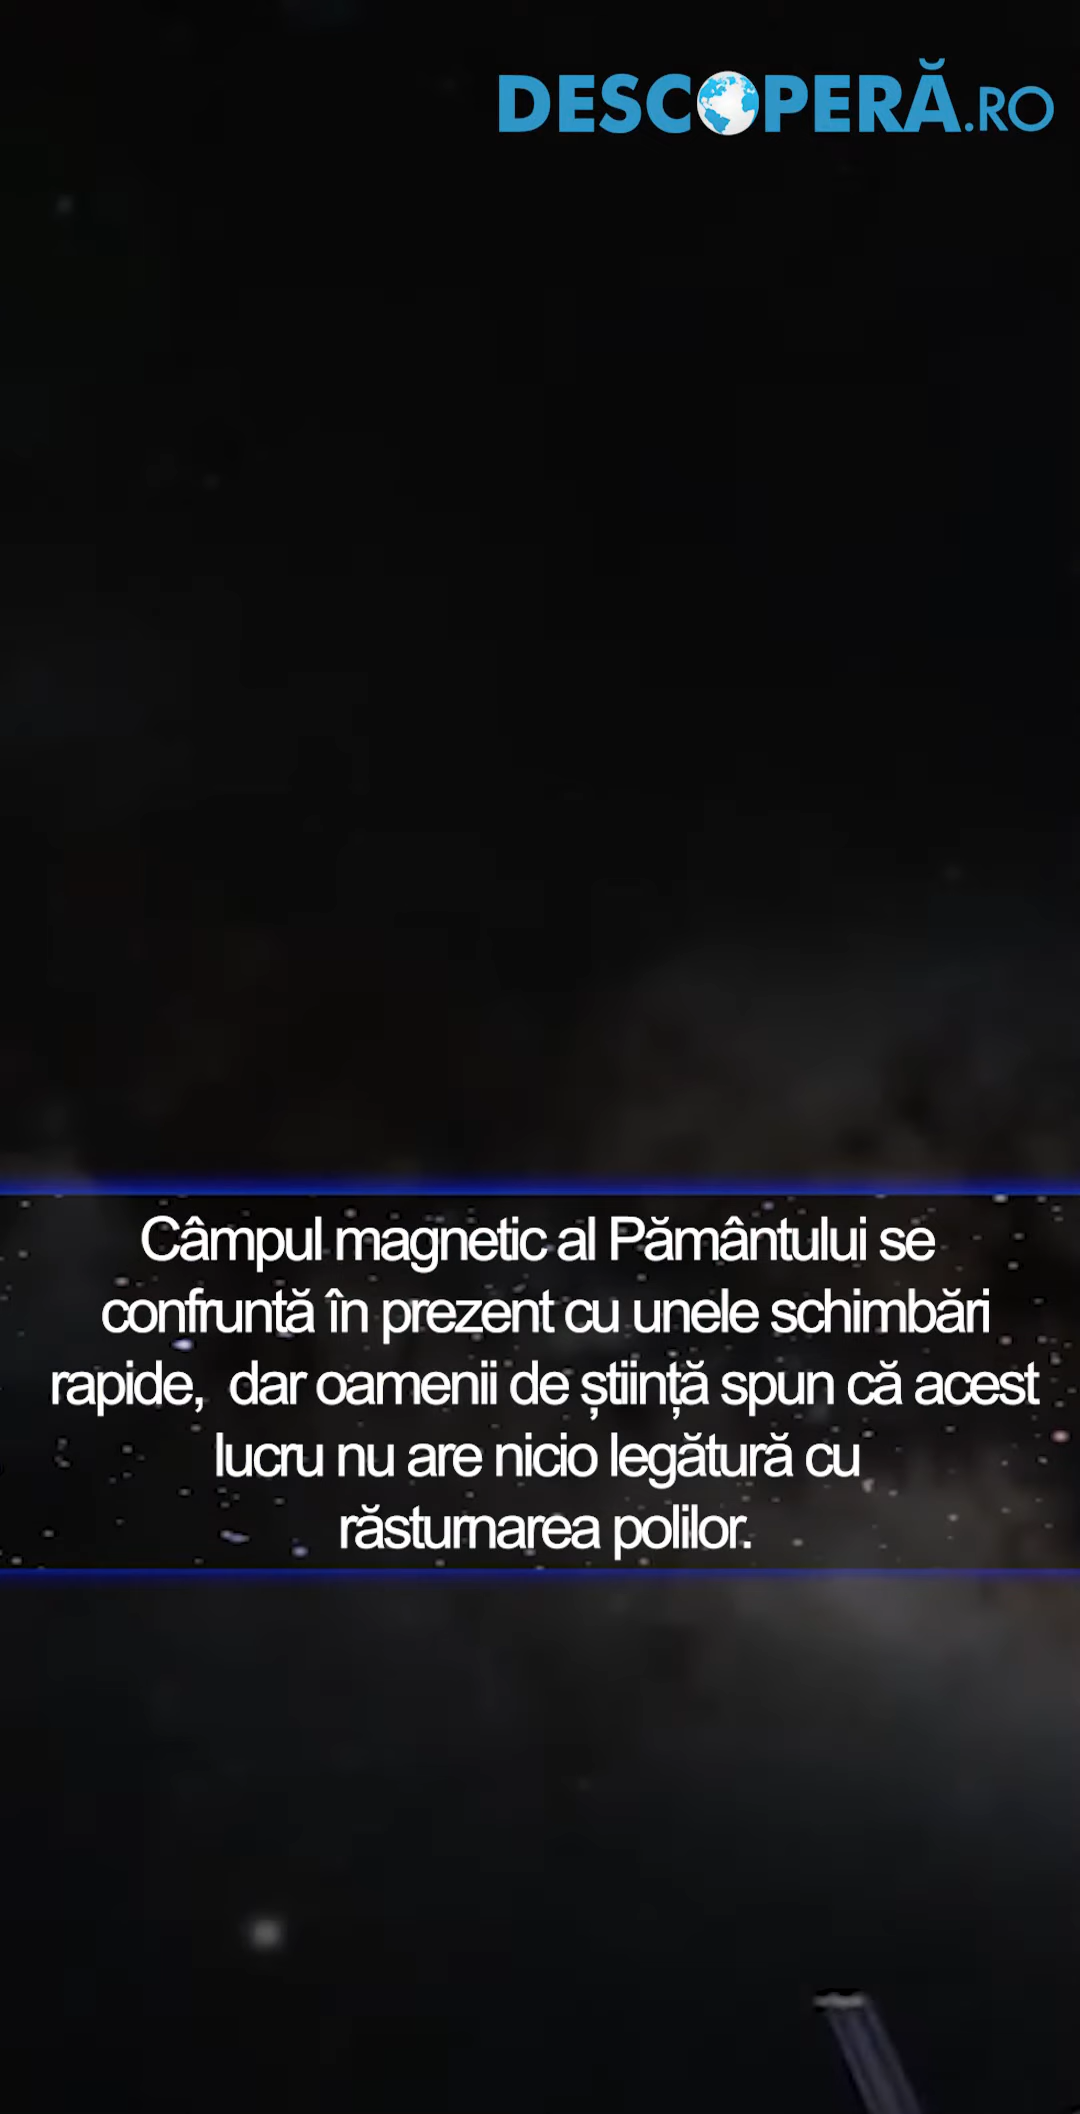 DESCOPERĂ.RO
Câmpul magnetic al Pământului se
confruntă în prezent cu unele schimbări
rapide,  dar oamenii de știință spun că acest
lucru nu are nicio legătură cu
răsturnarea polilor.